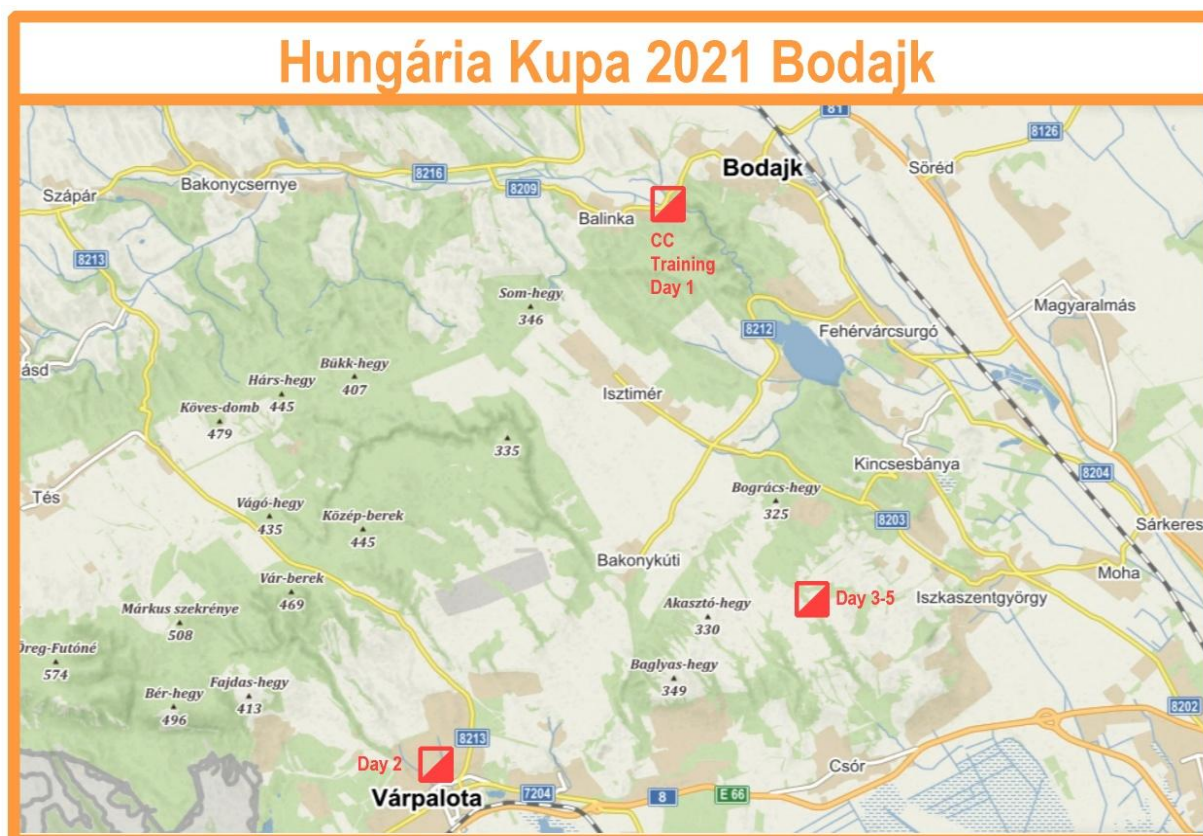 Hungária Kupa 2021 Bodajk
81
8126
Bodajk
Söréd
8216
Szápár
Bakonycsernye
8209
Balinka
CC
Training
Day 1
8213
Som-hegy
346
Magyaralmás
8212
Fehérvárcsurgó
ásd
Bükk-hegy
407
Hárs-hegy
445
Isztimér
Köves-domb
479
335
Kincsesbánya
8204
Tés
Bogrács-hegy
325
Vágó-hegy
435
Közép-berek
445
8203
Sárkeres
Bakonykúti
Moha
Vár-berek
469
Akasztó-hegy
330
Day 3-5
Iszkaszentgyörgy
Márkus szekrénye
508
Öreg-Futóné
574
Baglyas-hegy
349
Fajdas-hegy
413
Bér-hegy
496
8202
8213
Day 2
Csór
Várpalota
7204
8
E 66